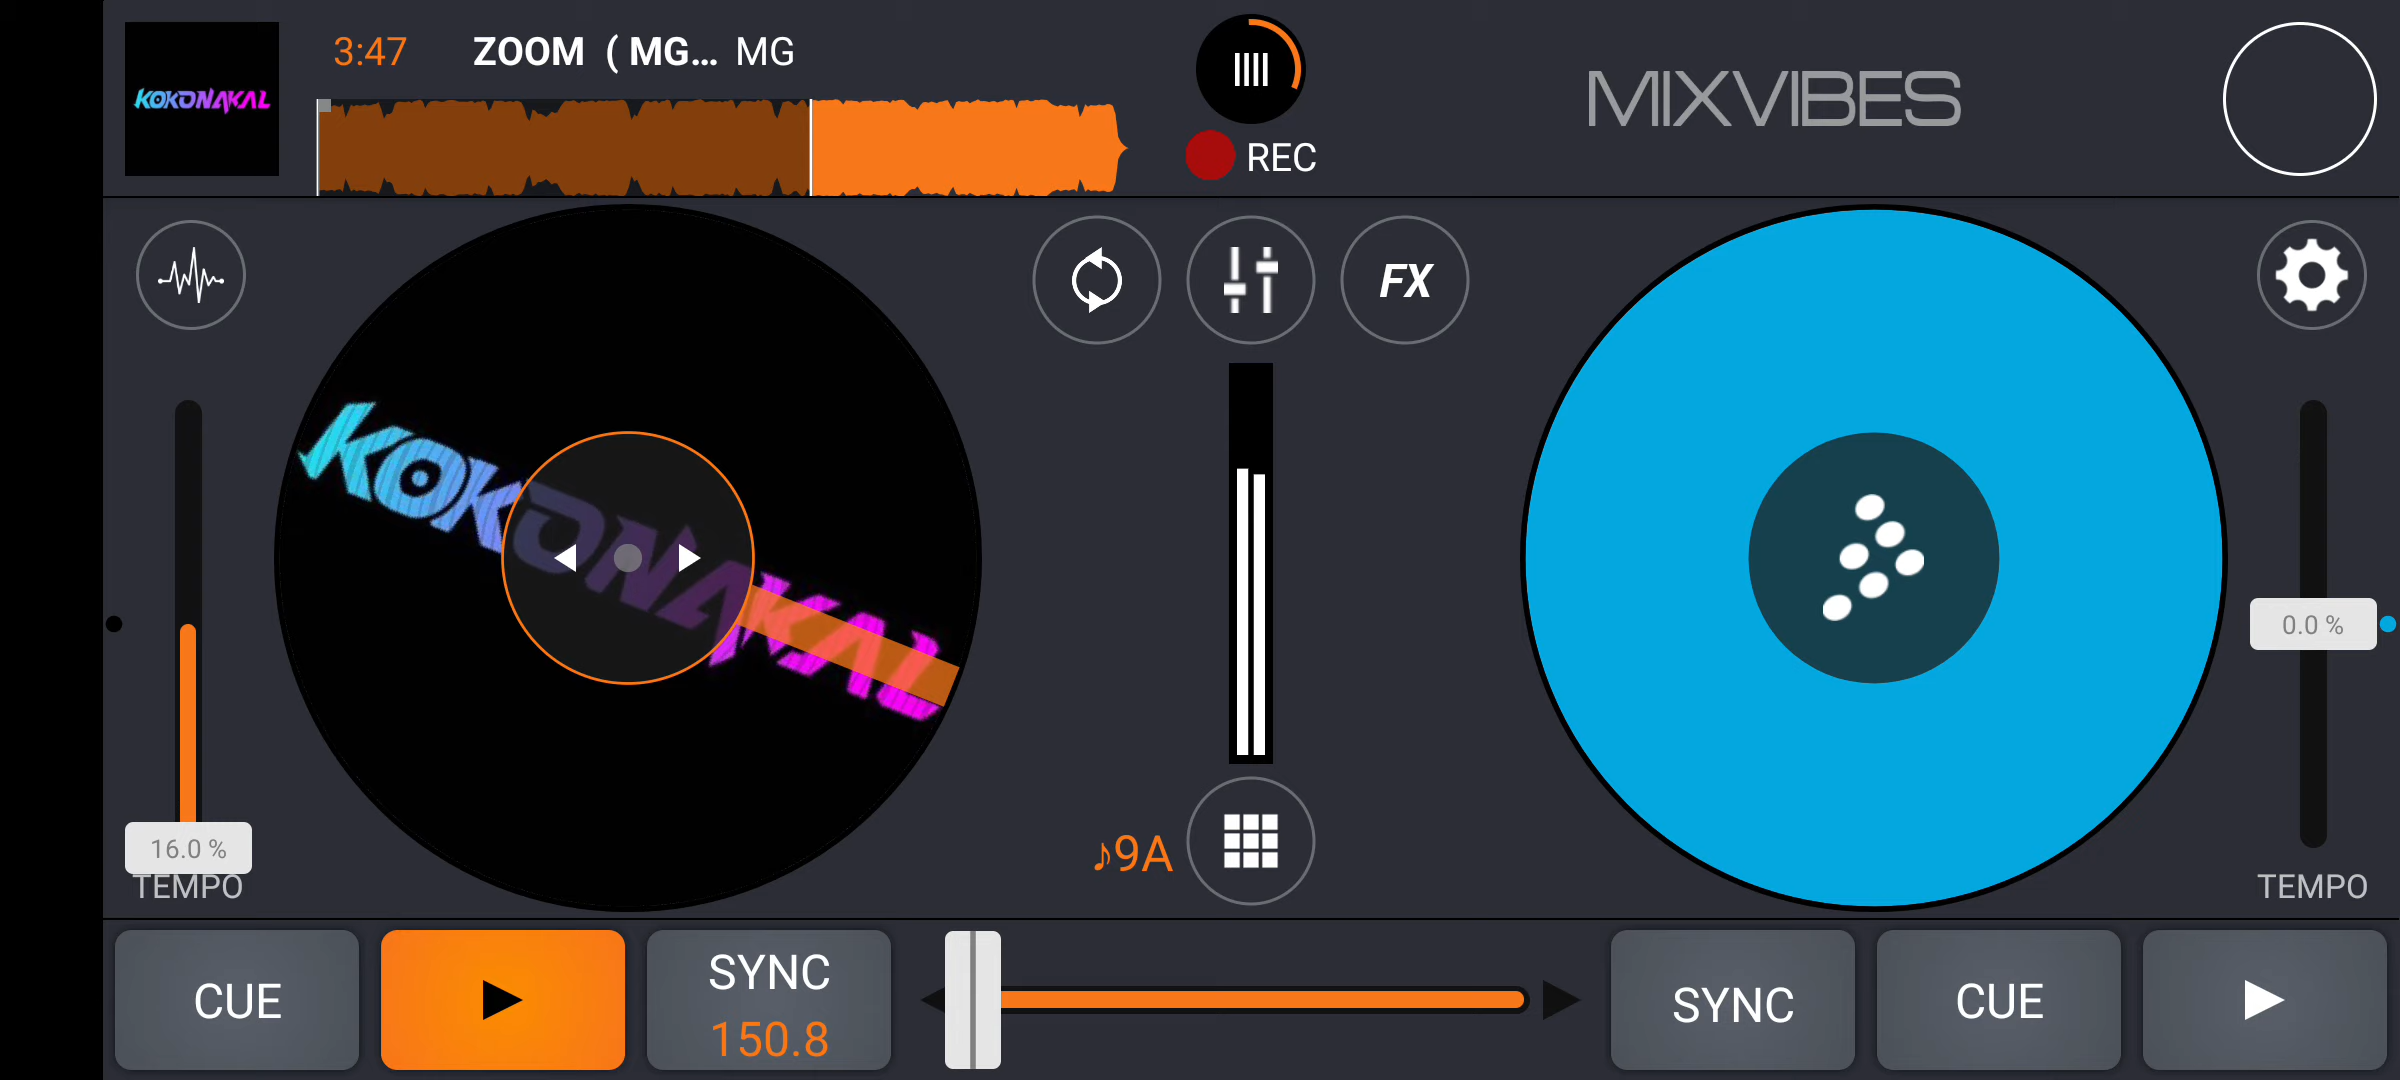 KOKONAKAL
3:47 ZOOM ( MG... MG
REC
MIXVIBES
FX
KOKONAKAL
16.0 %
TEMPO
♪9A
0.0 %
TEMPO
CUE
SYNC
150.8
SYNC
CUE